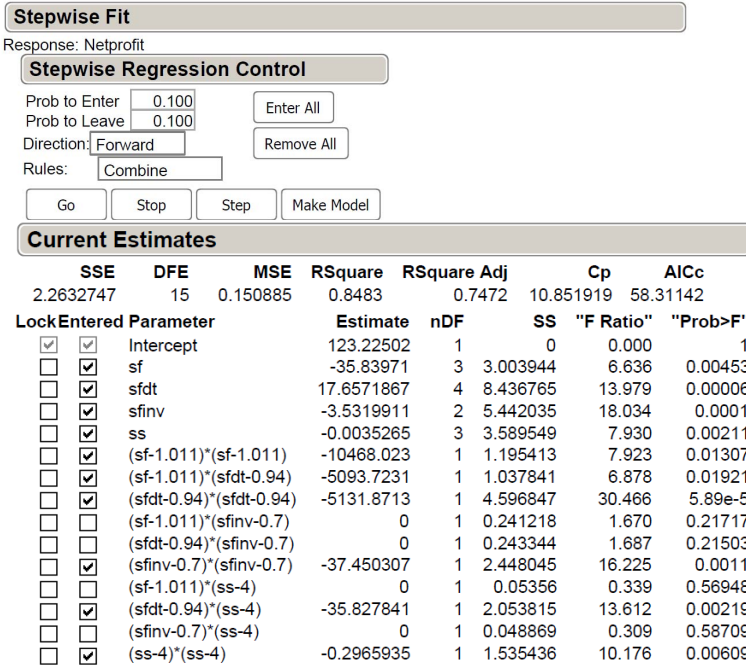 Stepwise Fit
Response: Netprofit
Stepwise Regression Control
Prob to Enter 0.100
Prob to Leave 0.100
Enter All
Direction: Forward
Remove All
Rules: Combine
Go Stop Step Make Model
Current Estimates
SSE DFE MSE RSquare RSquare Adj Cp AICc
2.2632747 15 0.150885 0.8483 0.7472 10.851919 58.31142
Lock Entered Parameter Estimate nDF SS "F Ratio" "Prob>F"
Intercept 123.22502 1 0 0.000 1
sf -35.83971 3 3.003944 6.636 0.00453
sfdt 17.6571867 4 8.436765 13.979 0.00006
sfinv -3.5319911 2 5.442035 18.034 0.0001
ss -0.0035265 3 3.589549 7.930 0.00211
(sf-1.011)*(sf-1.011) -10468.023 1 1.195413 7.923 0.01307
(sf-1.011)*(sfdt-0.94) -5093.7231 1 1.037841 6.878 0.01921
(sfdt-0.94)*(sfdt-0.94) -5131.8713 1 4.596847 30.466 5.89e-5
(sf-1.011)*(sfinv-0.7) 0 1 0.241218 1.670 0.21717
(sfdt-0.94)*(sfinv-0.7) 0 1 0.243344 1.687 0.21503
(sfinv-0.7)*(sfinv-0.7) -37.450307 1 2.448045 16.225 0.0011
(sf-1.011)*(ss-4) 0 1 0.05356 0.339 0.56948
(sfdt-0.94)*(ss-4) -35.827841 1 2.053815 13.612 0.00219
(sfinv-0.7)*(ss-4) 0 1 0.048869 0.309 0.58709
(ss-4)*(ss-4) -0.2965935 1 1.535436 10.176 0.00609